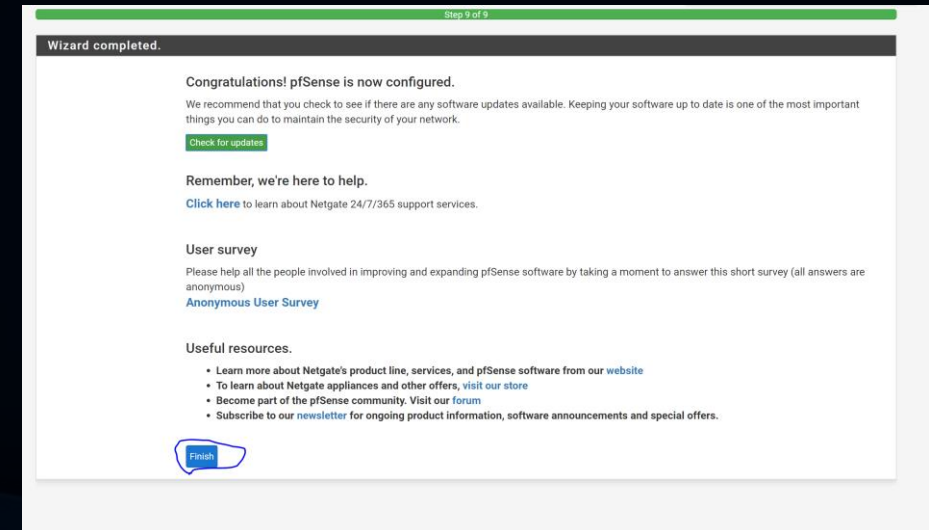 Step 9 of 9
Wizard completed.
Congratulations! pfSense is now configured.
We recommend that you check to see if there are any software updates available. Keeping your software up to date is one of the most important
things you can do to maintain the security of your network.
Check for updates
Remember, we're here to help.
Click here to learn about Netgate 24/7/365 support services.
User survey
Please help all the people involved in improving and expanding pfSense software by taking a moment to answer this short survey (all answers are
anonymous)
Anonymous User Survey
Useful resources.
• Learn more about Netgate's product line, services, and pfSense software from our website
• To learn about Netgate appliances and other offers, visit our store
• Become part of the pfSense community. Visit our forum
• Subscribe to our newsletter for ongoing product information, software announcements and special offers.
Finish